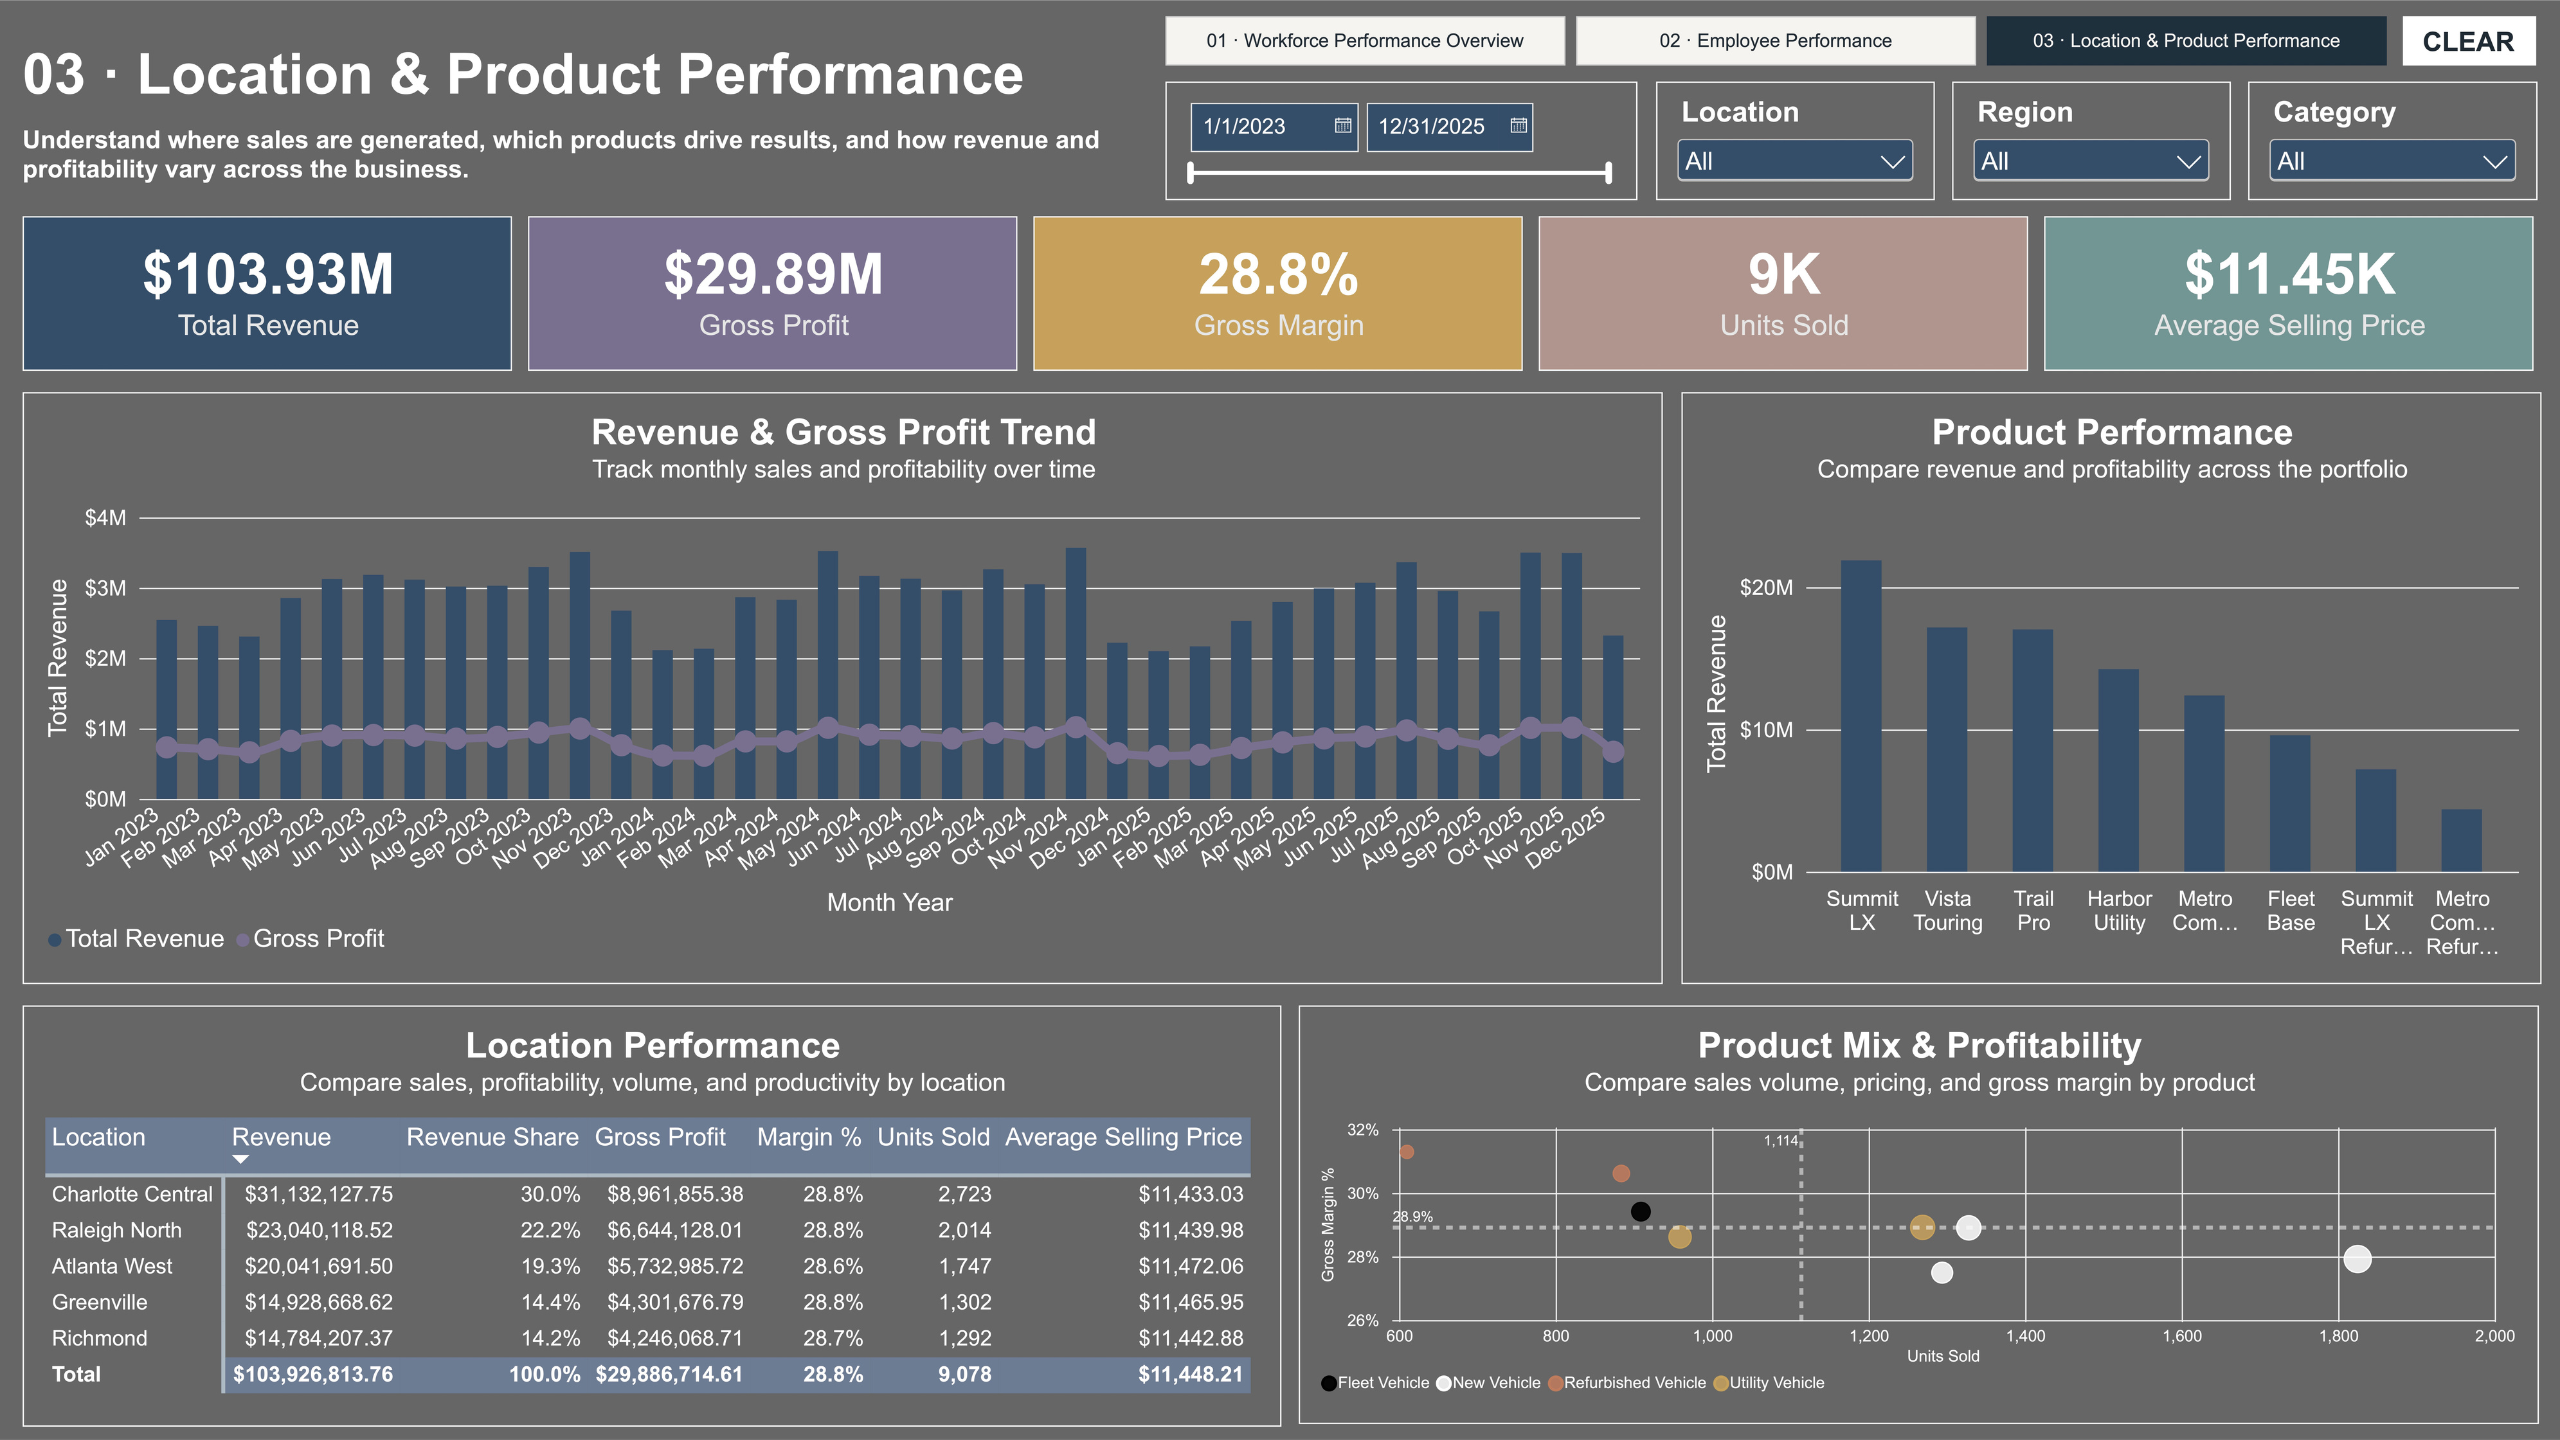 01 · Workforce Performance Overview
02 · Employee Performance
03 · Location & Product Performance
CLEAR
03 · Location & Product Performance
Understand where sales are generated, which products drive results, and how revenue and
profitability vary across the business.
1/1/2023
12/31/2025
Location
All
Region
All
Category
All
$103.93M
Total Revenue
$29.89M
Gross Profit
28.8%
Gross Margin
9K
Units Sold
$11.45K
Average Selling Price
Revenue & Gross Profit Trend
Track monthly sales and profitability over time
Total Revenue
$4M
$3M
$2M
$1M
$0M
Jan 2023
Feb 2023
Mar 2023
Apr 2023
May 2023
Jun 2023
Jul 2023
Aug 2023
Sep 2023
Oct 2023
Nov 2023
Dec 2023
Jan 2024
Feb 2024
Mar 2024
Apr 2024
May 2024
Jun 2024
Jul 2024
Aug 2024
Sep 2024
Oct 2024
Nov 2024
Dec 2024
Jan 2025
Feb 2025
Mar 2025
Apr 2025
May 2025
Jun 2025
Jul 2025
Aug 2025
Sep 2025
Oct 2025
Nov 2025
Dec 2025
Month Year
Total Revenue Gross Profit
Product Performance
Compare revenue and profitability across the portfolio
Total Revenue
$20M
$10M
$0M
Summit
LX
Vista
Touring
Trail
Pro
Harbor
Utility
Metro
Com…
Fleet
Base
Summit
LX
Refur…
Metro
Com…
Refur…
Location Performance
Compare sales, profitability, volume, and productivity by location
Location Revenue Revenue Share Gross Profit Margin % Units Sold Average Selling Price
Charlotte Central $31,132,127.75 30.0% $8,961,855.38 28.8% 2,723 $11,433.03
Raleigh North $23,040,118.52 22.2% $6,644,128.01 28.8% 2,014 $11,439.98
Atlanta West $20,041,691.50 19.3% $5,732,985.72 28.6% 1,747 $11,472.06
Greenville $14,928,668.62 14.4% $4,301,676.79 28.8% 1,302 $11,465.95
Richmond $14,784,207.37 14.2% $4,246,068.71 28.7% 1,292 $11,442.88
Total $103,926,813.76 100.0% $29,886,714.61 28.8% 9,078 $11,448.21
Product Mix & Profitability
Compare sales volume, pricing, and gross margin by product
Gross Margin %
32%
30%
28%
26%
1,114
28.9%
600
800
1,000
1,200
1,400
1,600
1,800
2,000
Units Sold
Fleet Vehicle New Vehicle Refurbished Vehicle Utility Vehicle